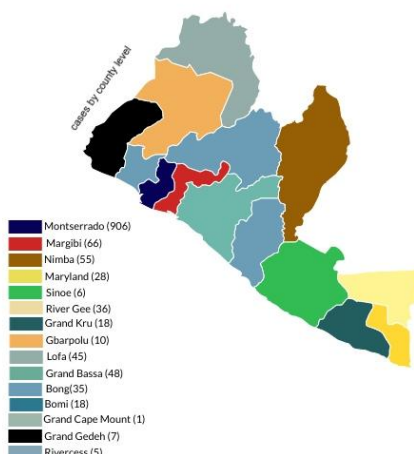 cases by county level
Montserrado (906)
Margibi (66)
Nimba (55)
Maryland (28)
Sinoe (6)
River Gee (36)
Grand Kru (18)
Gbarpolu (10)
Lofa (45)
Grand Bassa (48)
Bong(35)
Bomi (18)
Grand Cape Mount (1)
Grand Gedeh (7)
Rivercess (5)